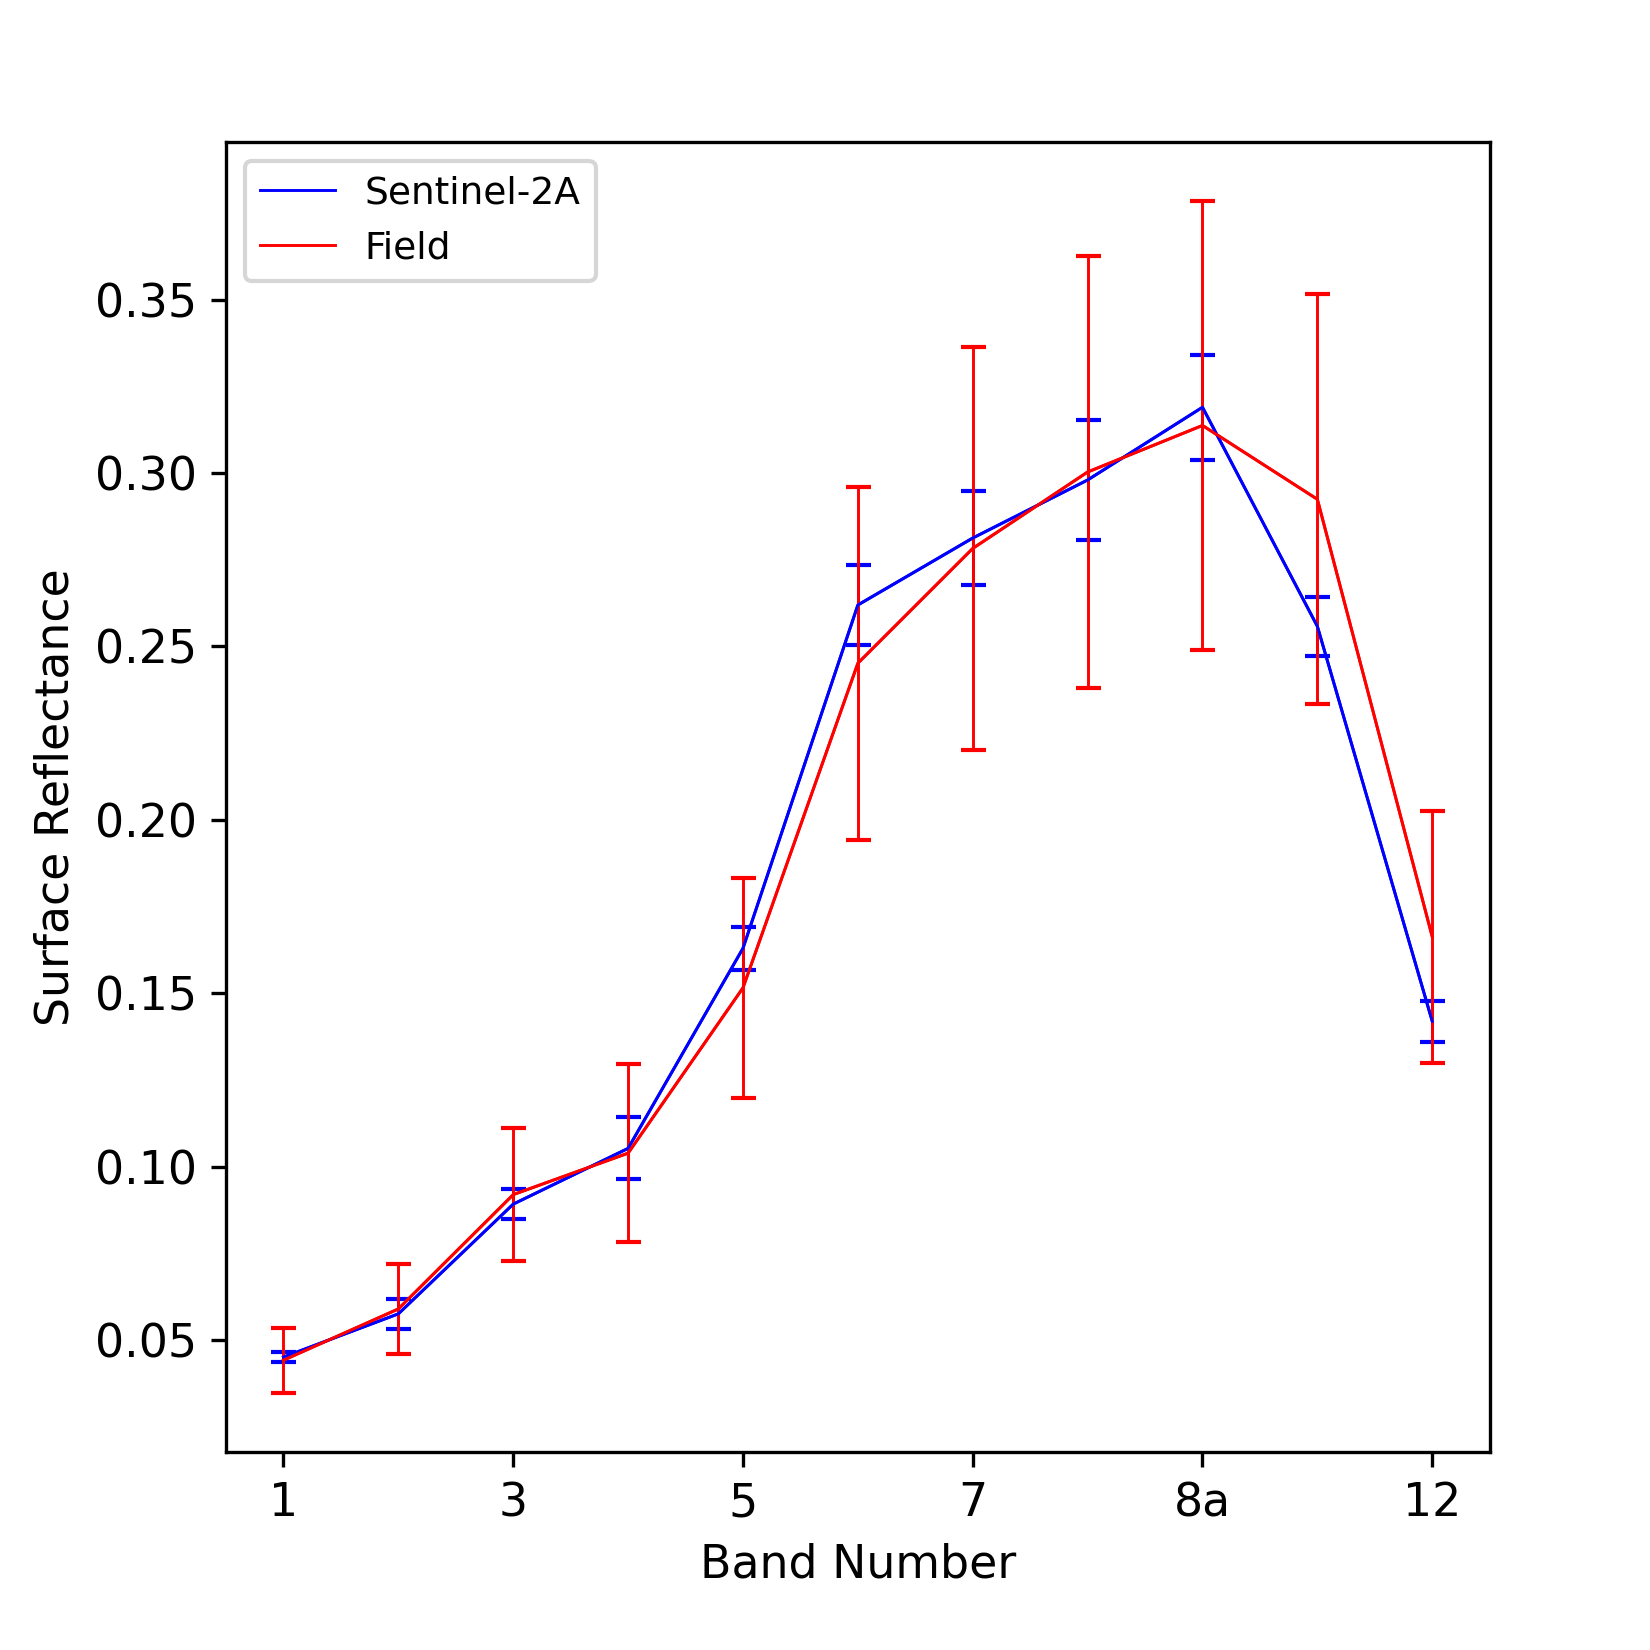 Sentinel-2A
Field
0.35
0.30
0.25
0.20
0.15
0.10
0.05
Surface Reflectance
1 3 5 7 8a 12
Band Number